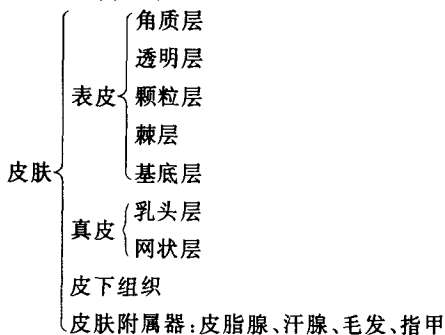 角质层
透明层
表皮 颗粒层
棘层
皮肤 基底层
真皮 乳头层
网状层
皮下组织
皮肤附属器:皮脂腺、汗腺、毛发、指甲